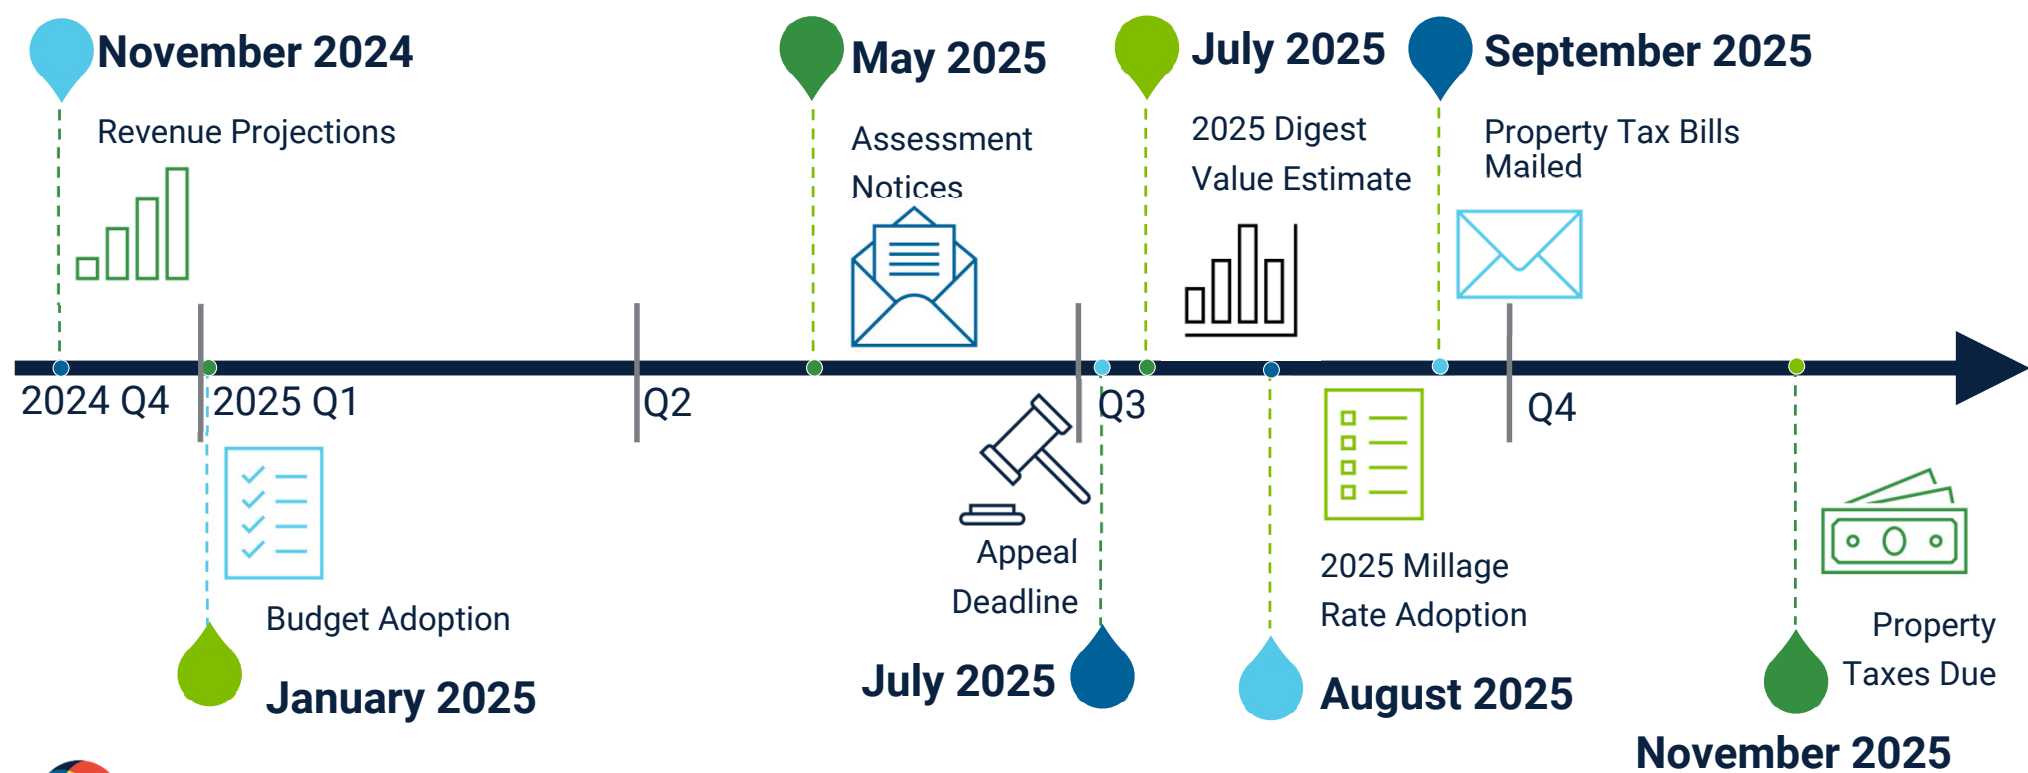 November 2024
Revenue Projections
May 2025
Assessment
Notices
July 2025
2025 Digest
Value Estimate
September 2025
Property Tax Bills
Mailed
2024 Q4
2025 Q1
Q2
Q3
Q4
Budget Adoption
January 2025
Appeal
Deadline
July 2025
2025 Millage
Rate Adoption
August 2025
Property
Taxes Due
November 2025